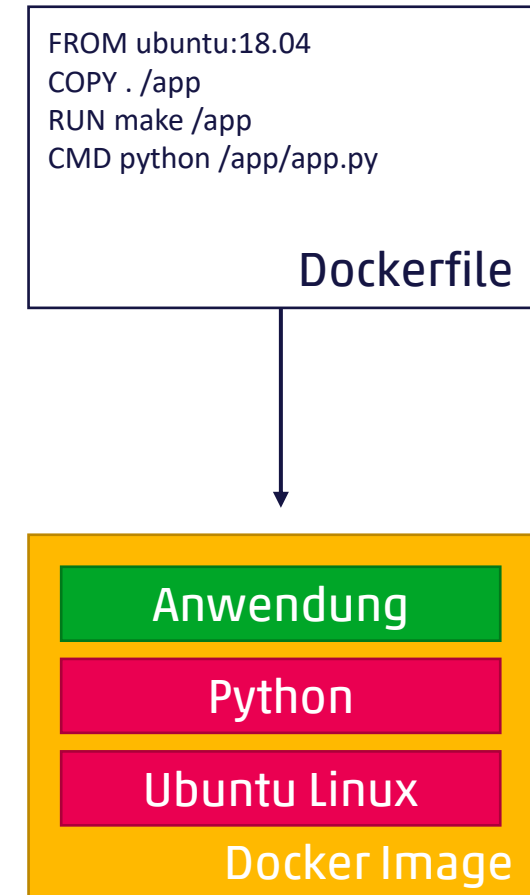 FROM ubuntu:18.04
COPY . /app
RUN make /app
CMD python /app/app.py
Dockerfile
Anwendung
Python
Ubuntu Linux
Docker Image